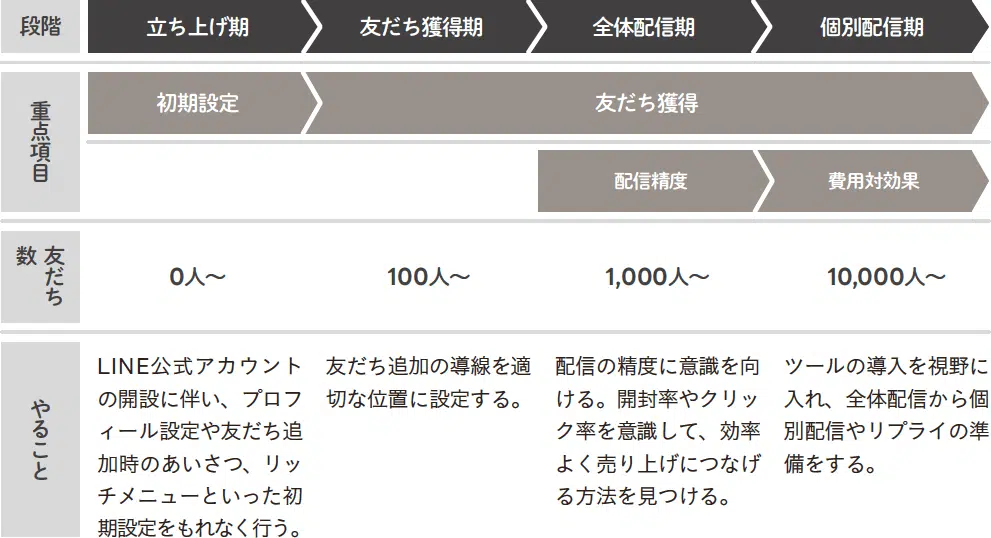 段階
立ち上げ期
友だち獲得期
全体配信期
個別配信期
重点項目
初期設定
友だち獲得
配信精度
費用対効果
友だち
数
0人〜
100人〜
1,000人〜
10,000人〜
やること
LINE公式アカウント
の開設に伴い、プロフ
ィール設定や友だち追
加時のあいさつ、リッ
チメニューといった初
期設定をもれなく行う。
友だち追加の導線を適
切な位置に設定する。
配信の精度に意識を向
ける。開封率やクリッ
ク率を意識して、効率
よく売り上げにつなげ
る方法を見つける。
ツールの導入を視野に
入れ、全体配信から個
別配信やリプライの準
備をする。